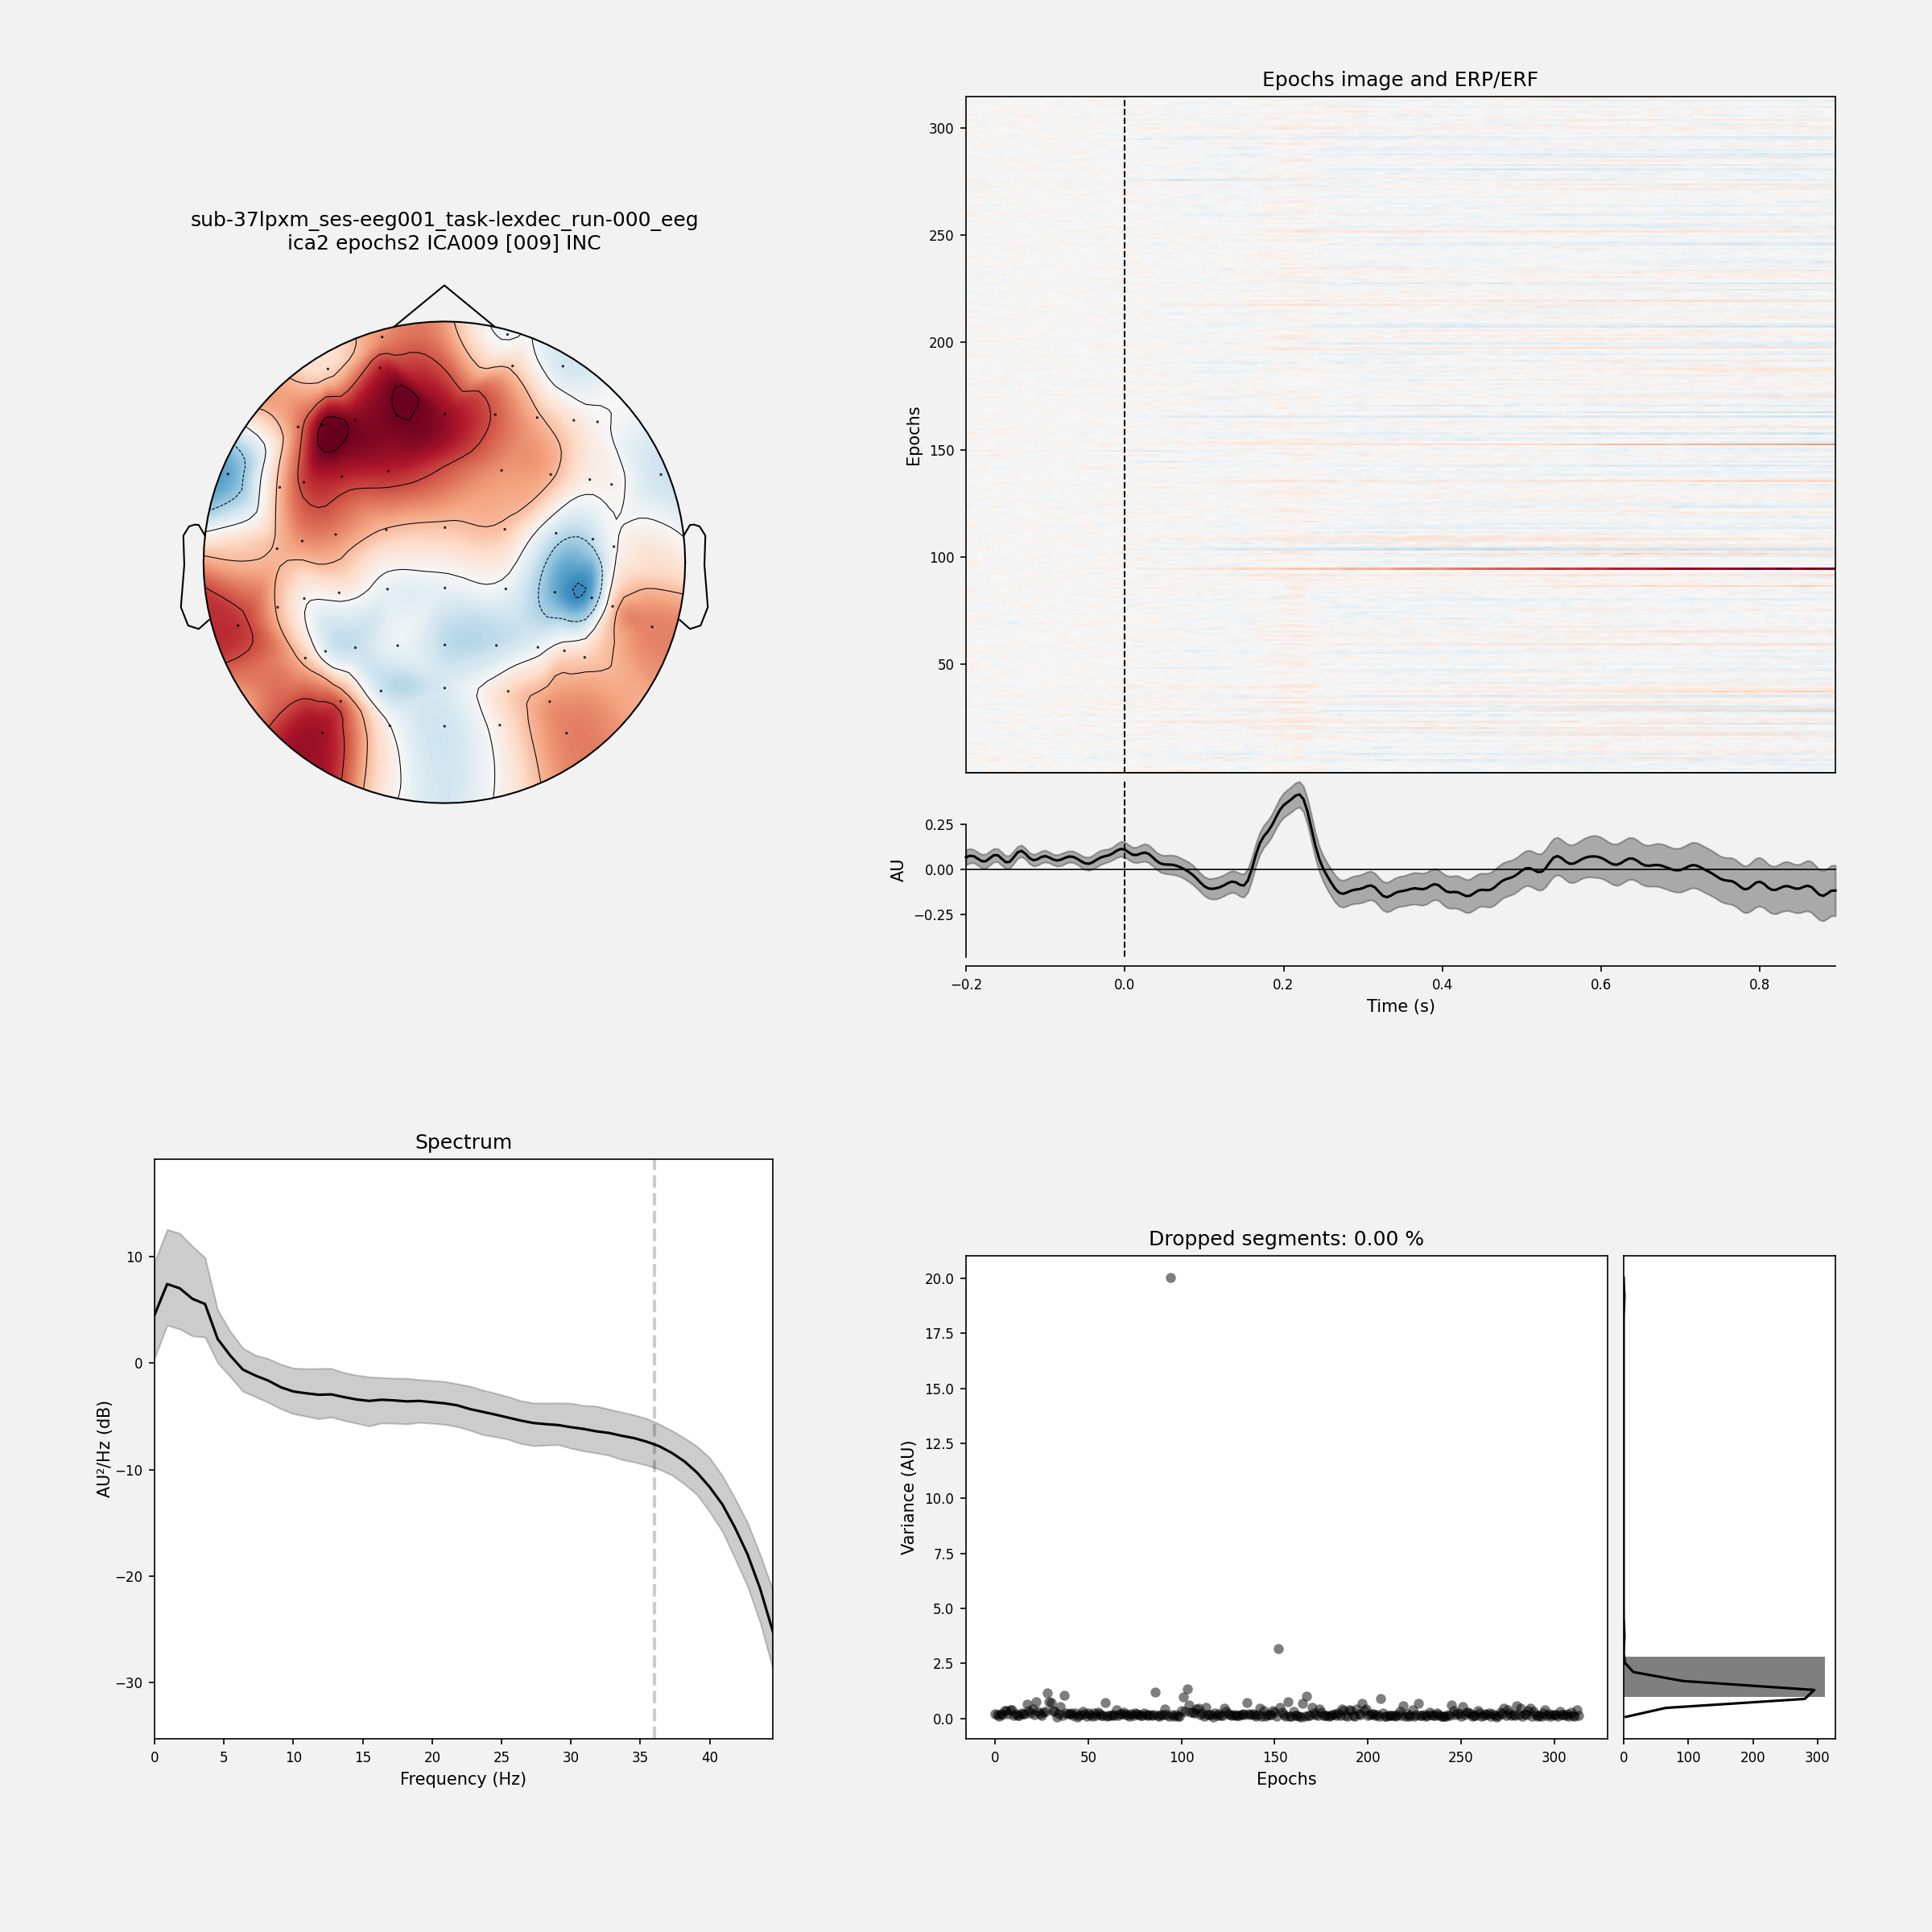 sub-37lpxm_ses-eeg001_task-lexdec_run-000_eeg
ica2 epochs2 ICA009 [009] INC
Epochs image and ERP/ERF
300
250
200
150
100
50
Epochs
0.25
0.00
−0.25
AU
−0.2 0.0 0.2 0.4 0.6 0.8
Time (s)
Spectrum
10
0
−10
−20
−30
AU²/Hz (dB)
0 5 10 15 20 25 30 35 40
Frequency (Hz)
Dropped segments: 0.00 %
20.0
17.5
15.0
12.5
10.0
7.5
5.0
2.5
0.0
Variance (AU)
0 50 100 150 200 250 300
Epochs
0 100 200 300